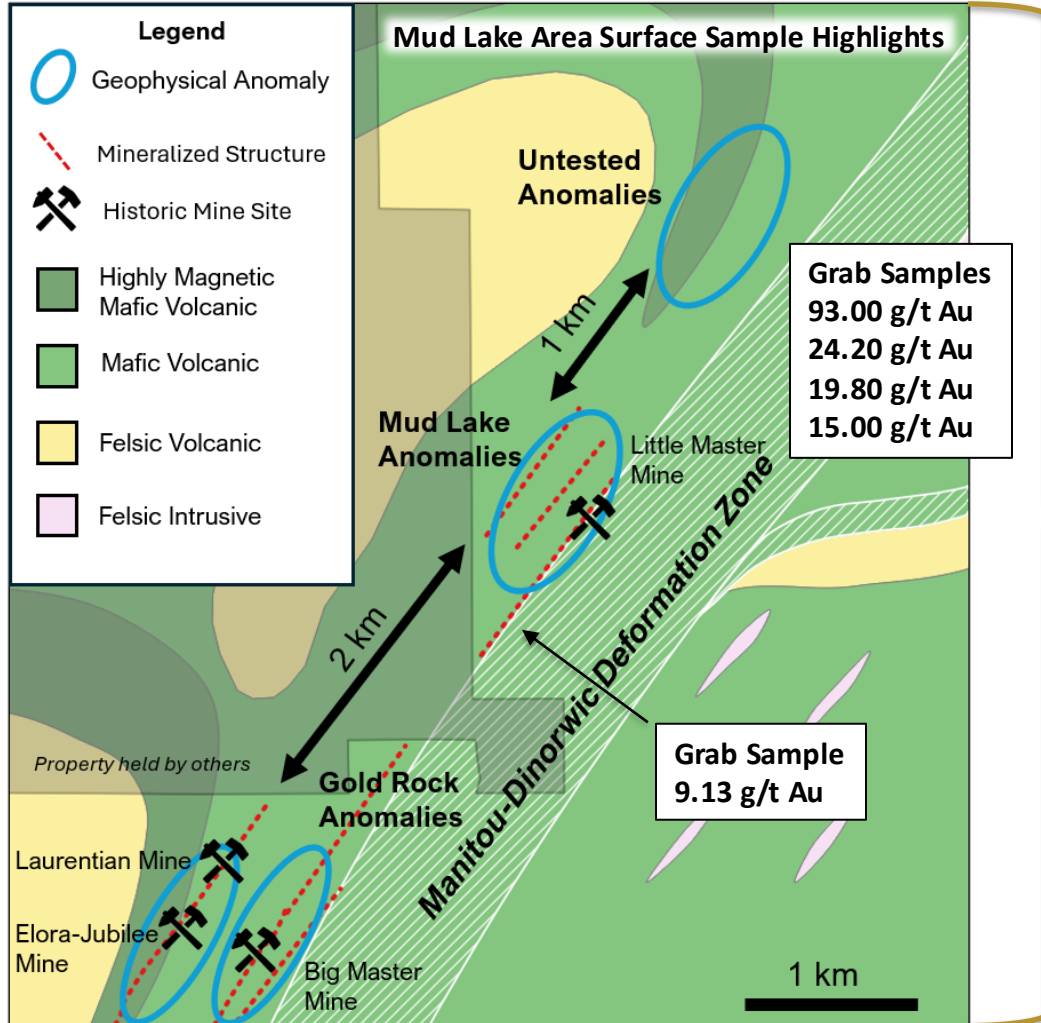 Legend
Geophysical Anomaly
Mineralized Structure
Historic Mine Site
Highly Magnetic
Mafic Volcanic
Mafic Volcanic
Felsic Volcanic
Felsic Intrusive
Mud Lake Area Surface Sample Highlights
Untested
Anomalies
1 km
Grab Samples
93.00 g/t Au
24.20 g/t Au
19.80 g/t Au
15.00 g/t Au
Mud Lake
Anomalies
Little Master
Mine
2 km
Manitou-Dinorwic Deformation Zone
Grab Sample
9.13 g/t Au
Property held by others
Gold Rock
Anomalies
Laurentian Mine
Elora-Jubilee
Mine
Big Master
Mine
1 km